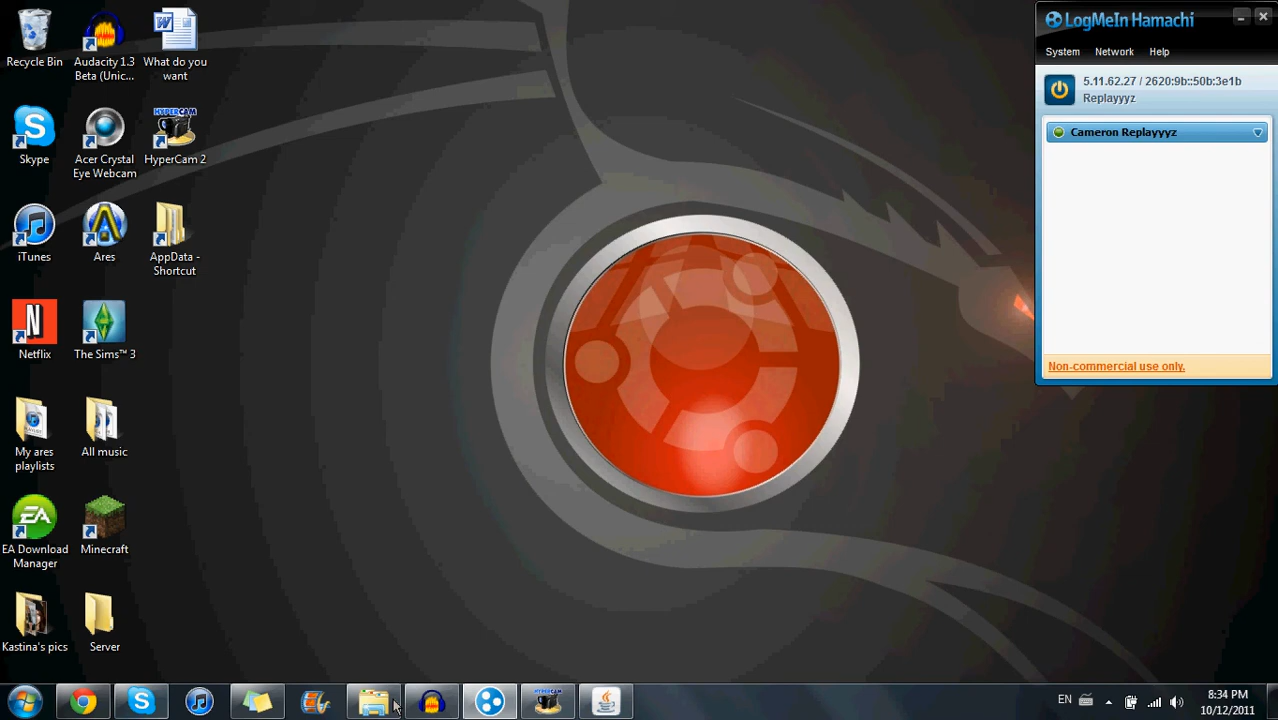 LogMeIn Hamachi
System Network Help
5.11.62.27 / 2620:9b::50b:3e1b
Replayyyz
Cameron Replayyyz
Non-commercial use only.
Recycle Bin
Audacity 1.3
Beta (Unic...
What do you
want
Skype
Acer Crystal
Eye Webcam
HYPERCAM
HyperCam 2
iTunes
Ares
AppData -
Shortcut
Netflix
The Sims™ 3
My ares
playlists
All music
EA Download
Manager
Minecraft
Kastina's pics
Server
HYPERCAM
EN
8:34 PM
10/12/2011